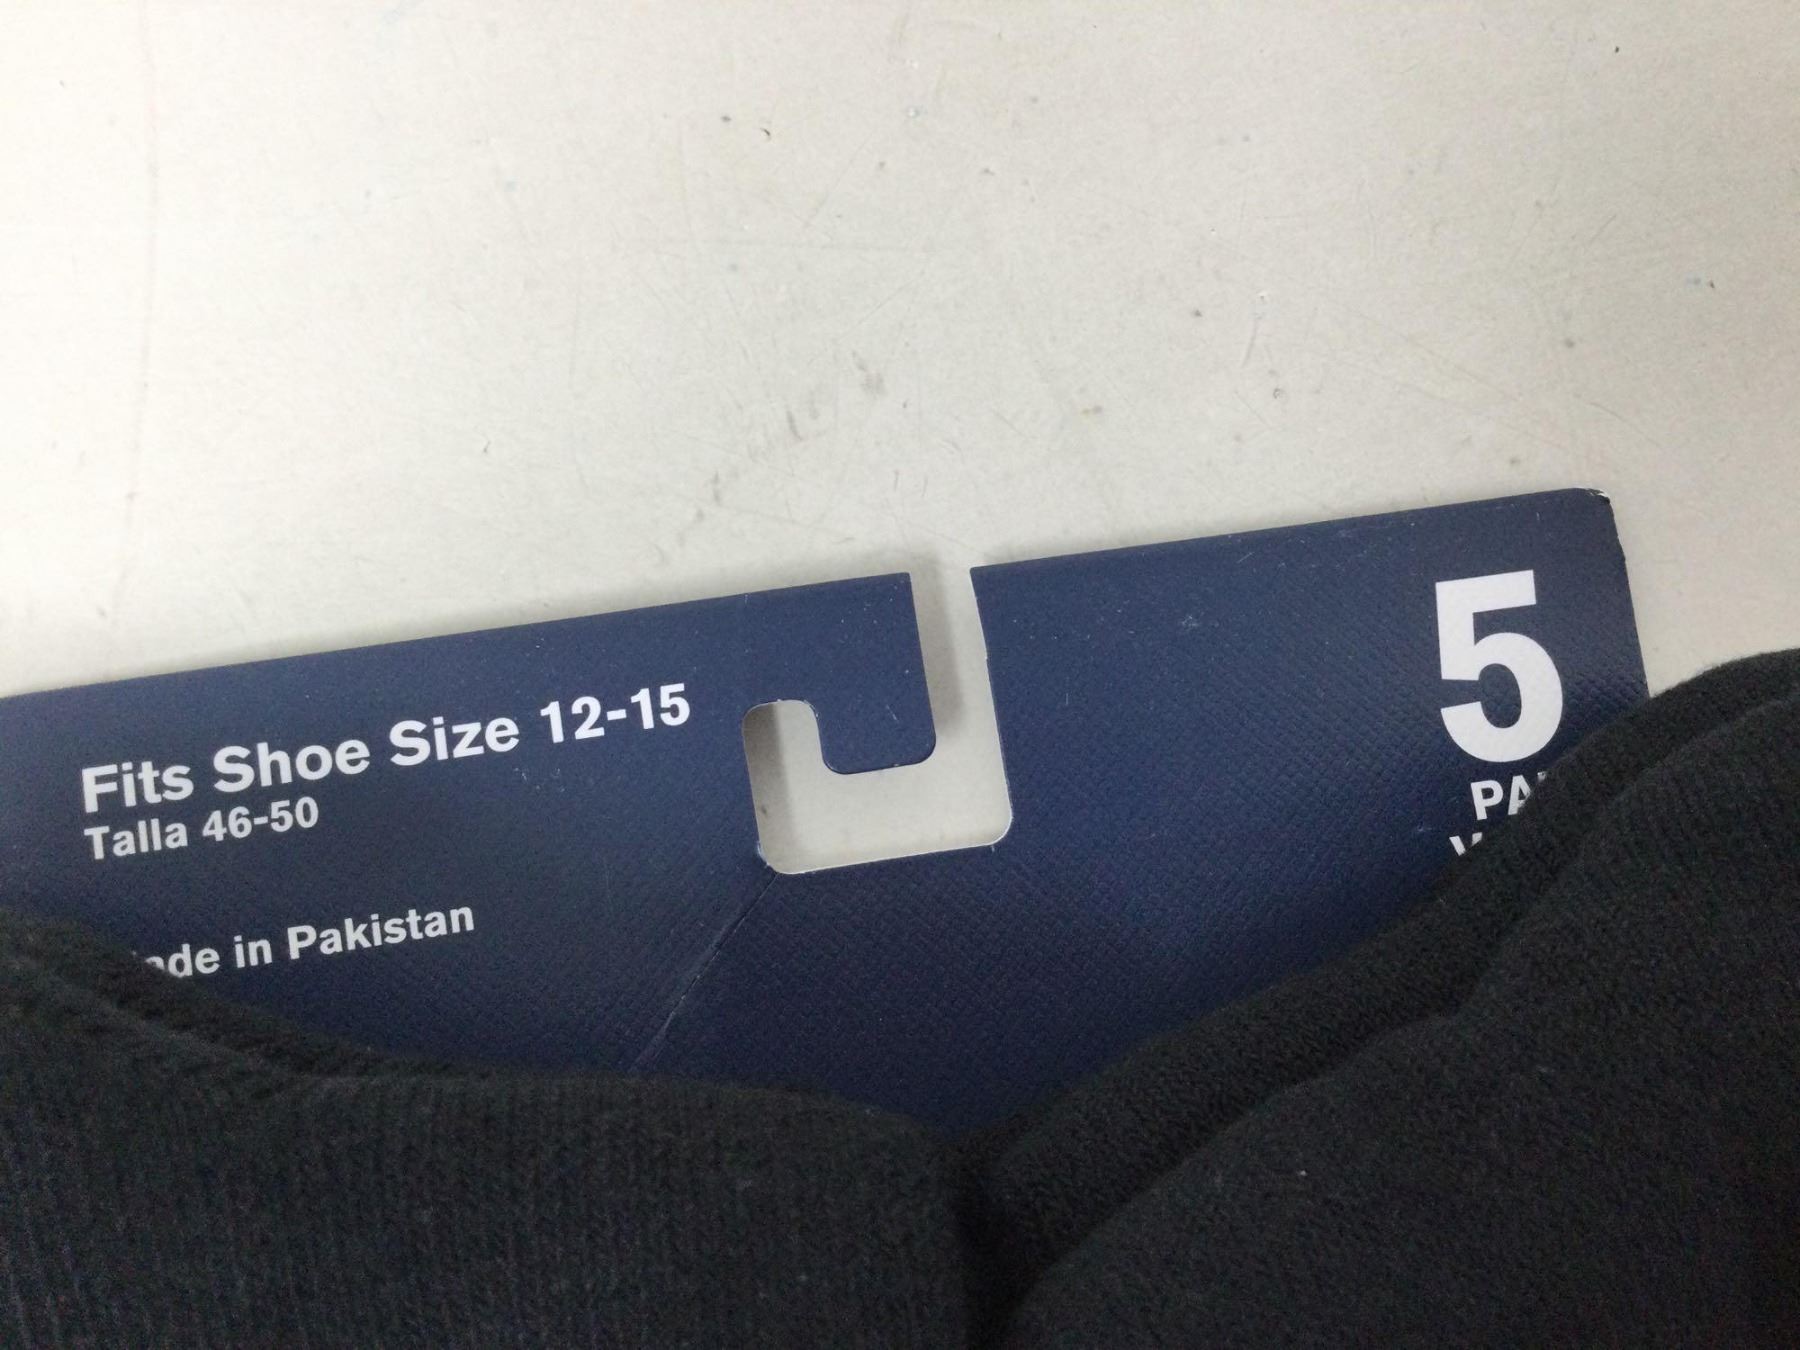 Fits Shoe Size 12-15
Talla 46-50
in Pakistan
5